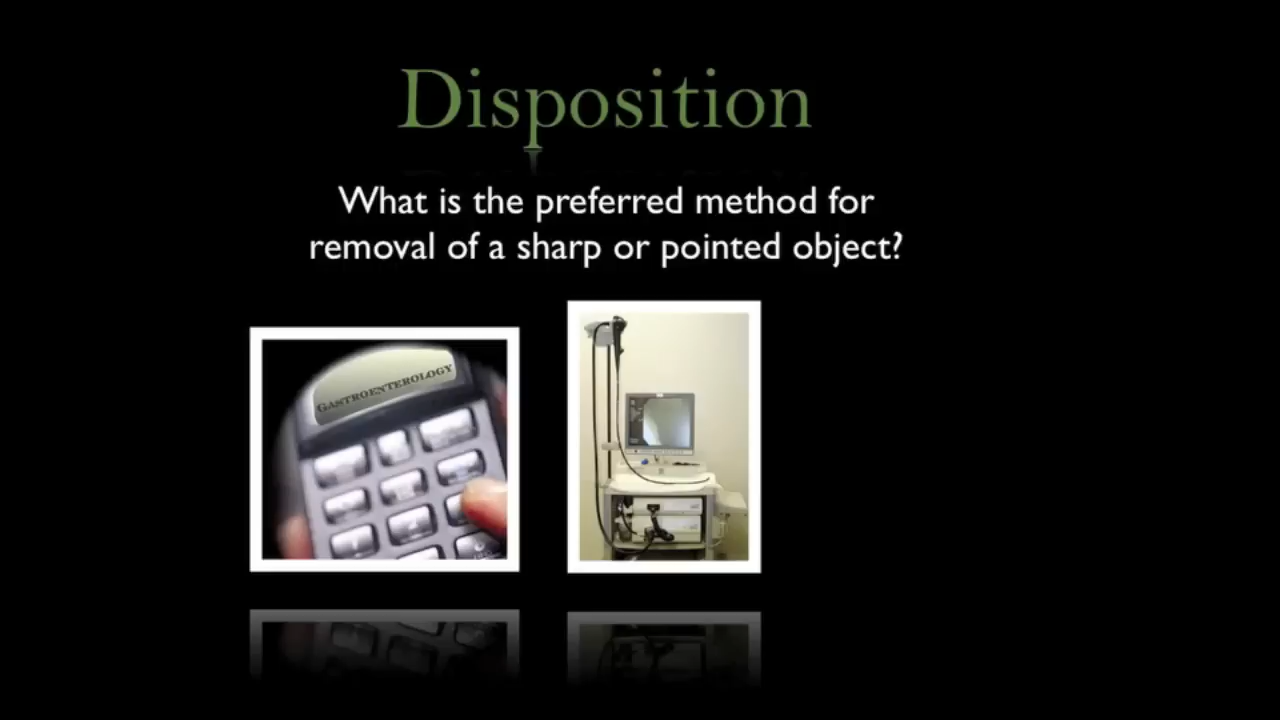 Disposition
What is the preferred method for
removal of a sharp or pointed object?
GASTROENTEROLOGY